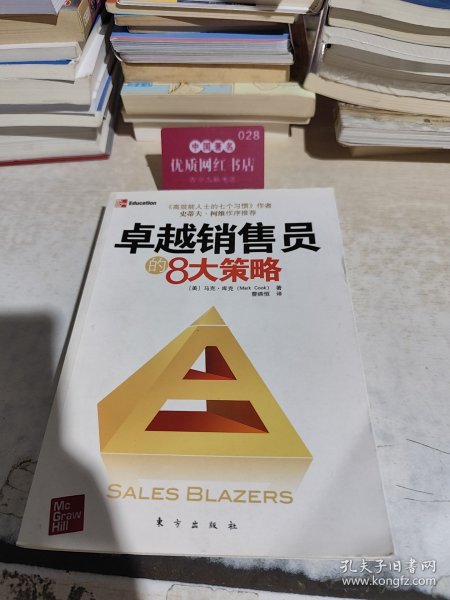 028
中国著名
优质网红书店
Education
《高效能人士的七个习惯》作者
史蒂夫·柯维作序推荐
卓越销售员
的8大策略
[美] 马克·库克 (Mark Cook) 著
SALES BLAZERS
Mc
Graw
Hill
东方出版社
孔夫子旧书网
www.kongfz.com